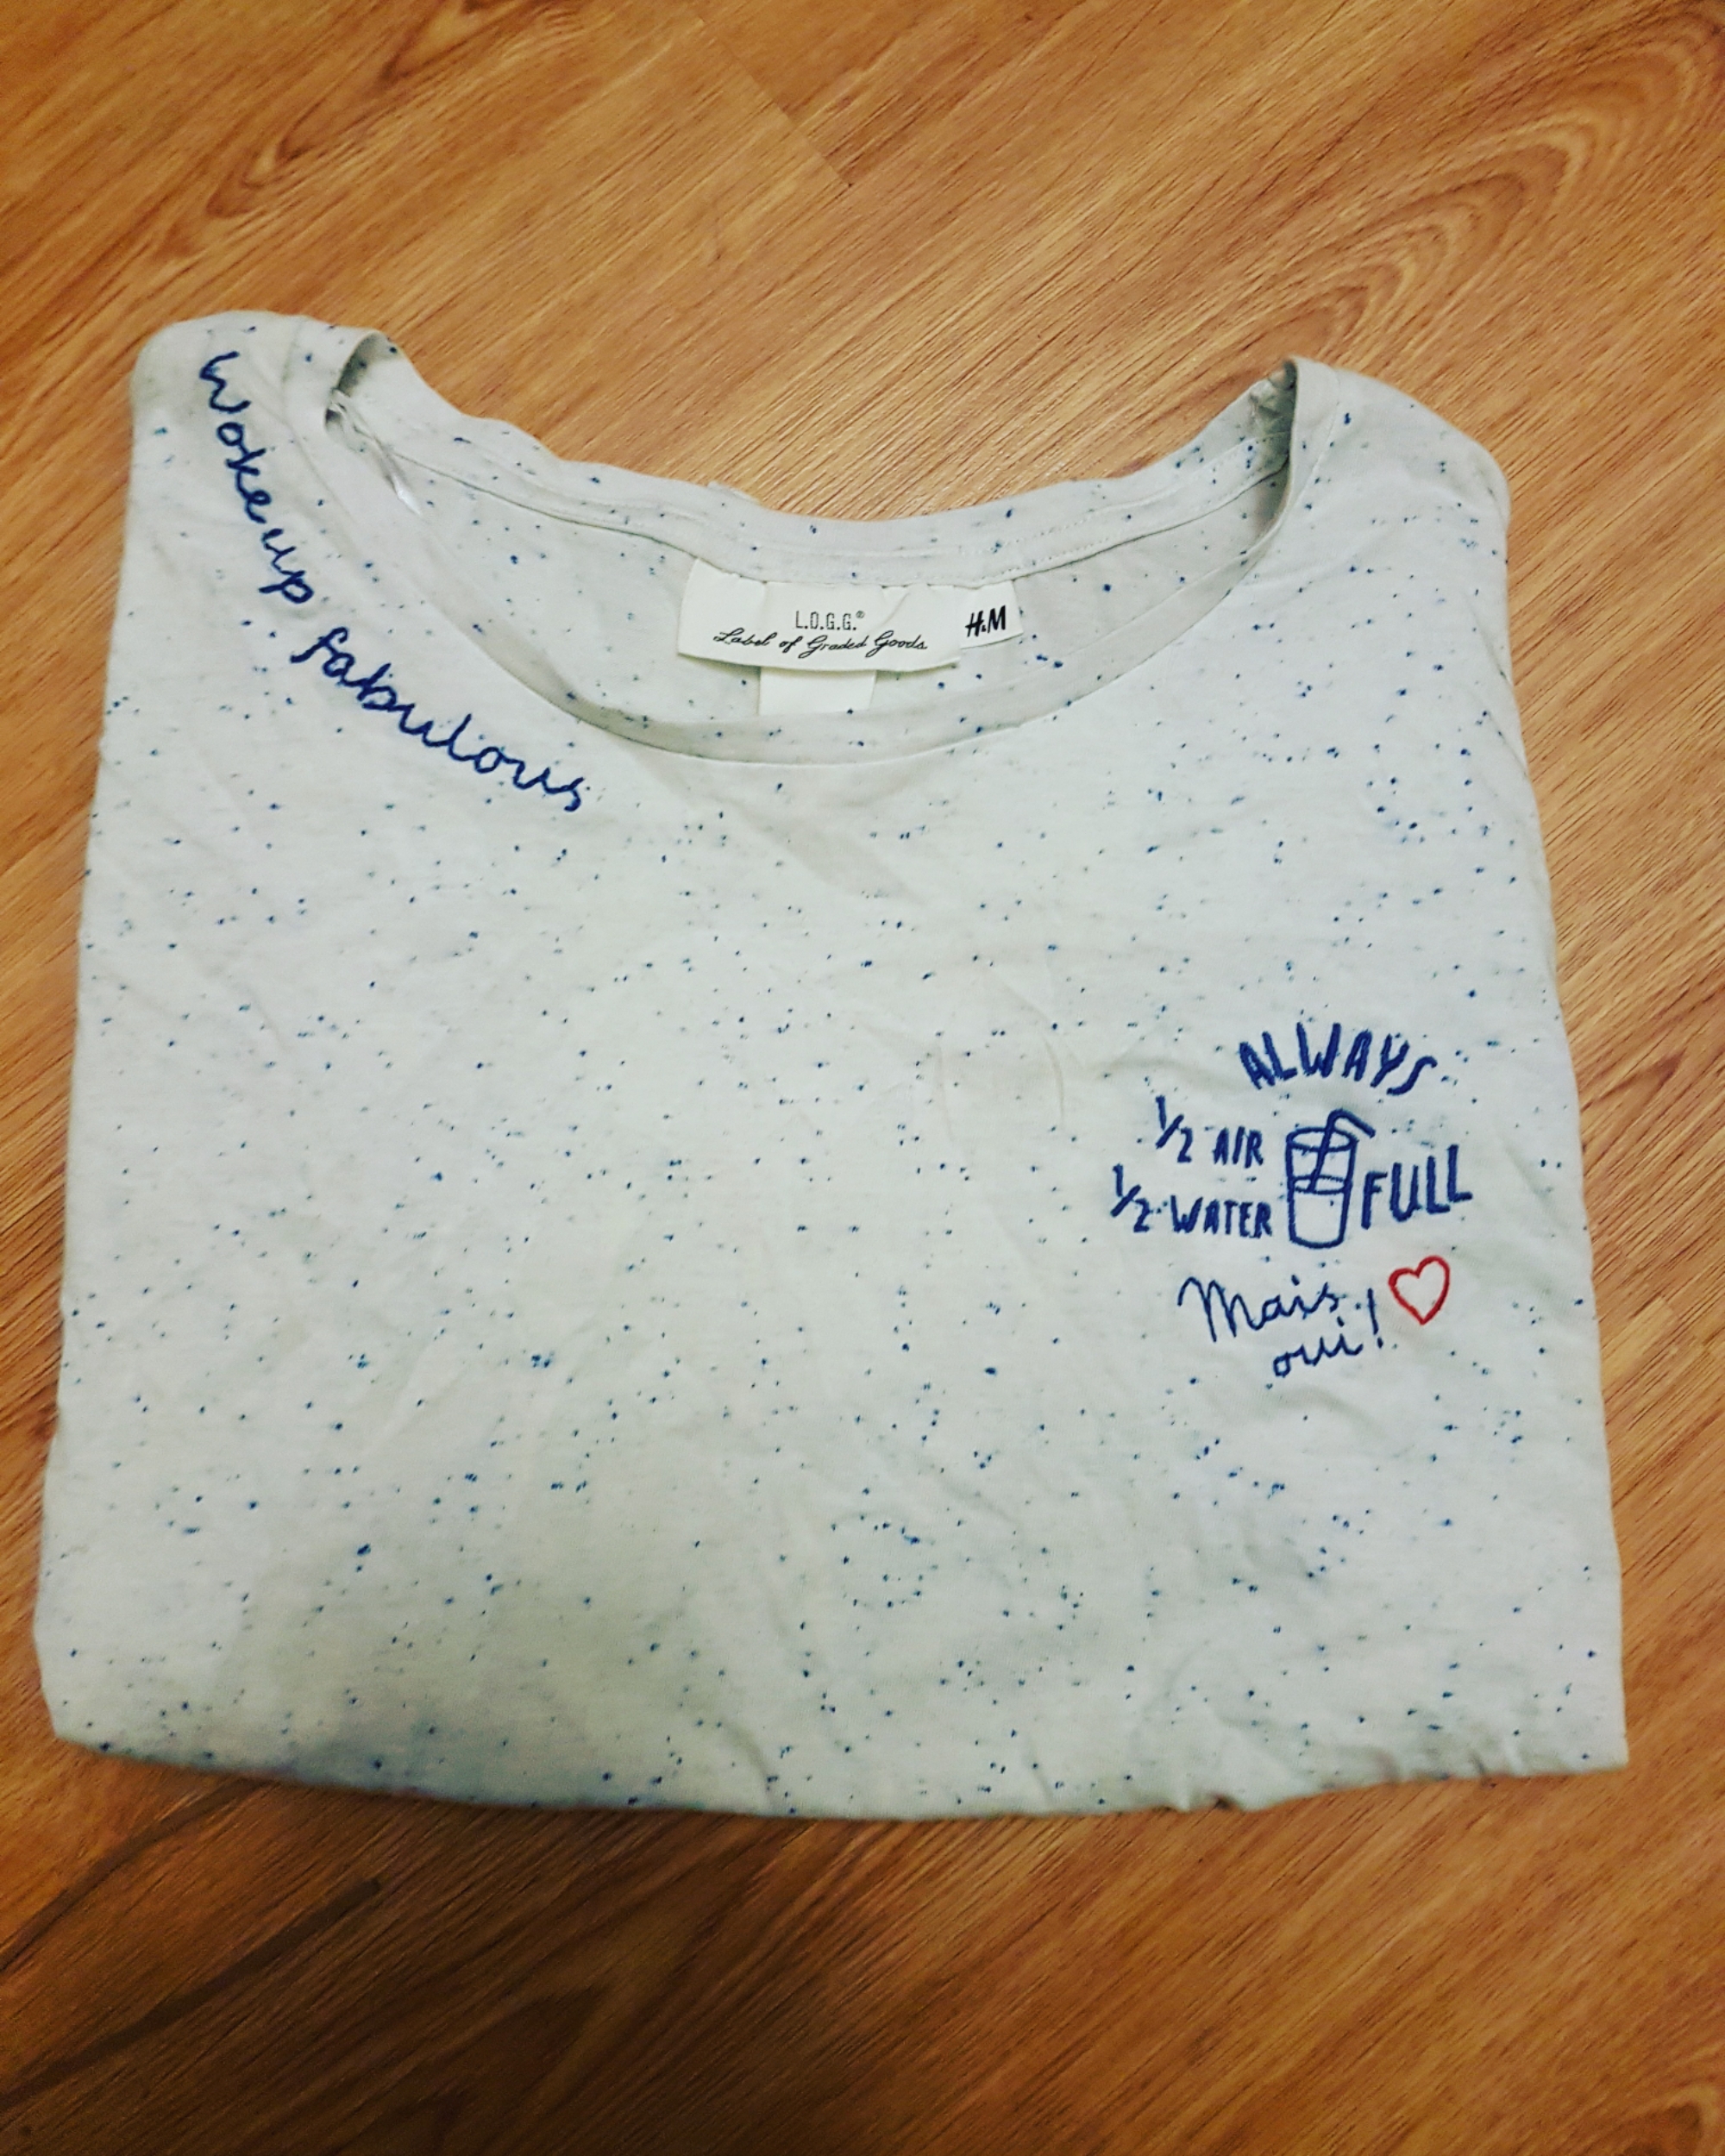 Woke up fabulous
L.O.G.G.®
Label of Graded Goods
H&M
ALWAYS
1/2 AIR
1/2 WATER FULL
Mais
oui!